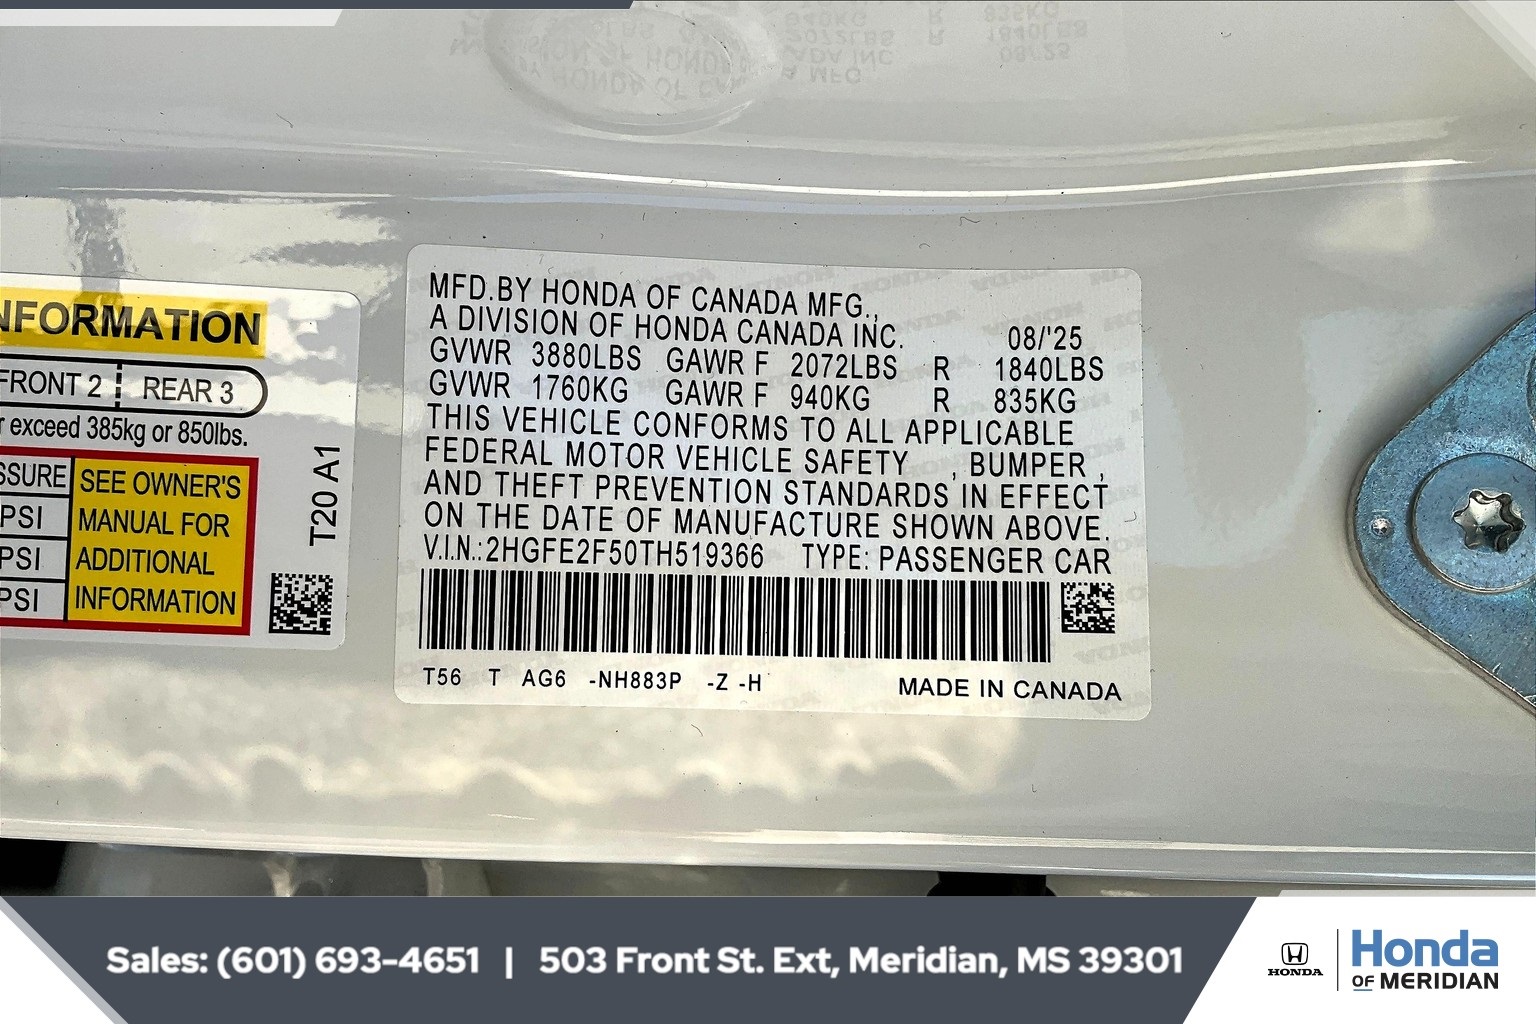 NFORMATION
FRONT 2 | REAR 3
r exceed 385kg or 850lbs.
SSURE
PSI
PSI
PSI
SEE OWNER'S
MANUAL FOR
ADDITIONAL
INFORMATION
T20 A1
MFD.BY HONDA OF CANADA MFG.,
A DIVISION OF HONDA CANADA INC. 08/'25
GVWR 3880LBS GAWR F 2072LBS R 1840LBS
GVWR 1760KG GAWR F 940KG R 835KG
THIS VEHICLE CONFORMS TO ALL APPLICABLE
FEDERAL MOTOR VEHICLE SAFETY , BUMPER ,
AND THEFT PREVENTION STANDARDS IN EFFECT
ON THE DATE OF MANUFACTURE SHOWN ABOVE.
V.I.N.:2HGFE2F50TH519366 TYPE: PASSENGER CAR
T56 T AG6 -NH883P -Z -H MADE IN CANADA
Sales: (601) 693-4651 | 503 Front St. Ext, Meridian, MS 39301
HONDA
Honda
OF MERIDIAN